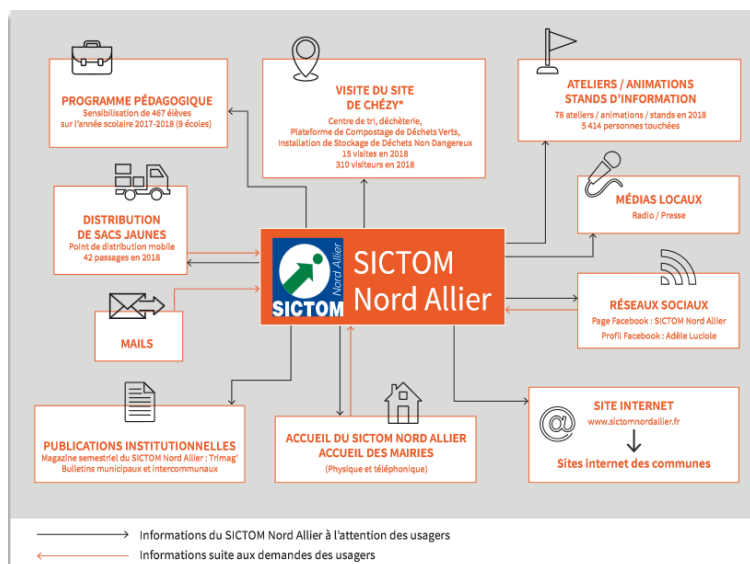 PROGRAMME PÉDAGOGIQUE
Sensibilisation de 467 élèves
sur l'année scolaire 2017-2018 (9 écoles)
VISITE DU SITE
DE CHÉZY*
Centre de tri, déchèterie,
Plateforme de Compostage de Déchets Verts,
Installation de Stockage de Déchets Non Dangereux
15 visites en 2018
310 visiteurs en 2018
ATELIERS / ANIMATIONS
STANDS D'INFORMATION
78 ateliers / animations / stands en 2018
5 414 personnes touchées
DISTRIBUTION
DE SACS JAUNES
Point de distribution mobile
42 passages en 2018
MÉDIAS LOCAUX
Radio / Presse
SICTOM
Nord Allier
SICTOM
Nord Allier
MAILS
RÉSEAUX SOCIAUX
Page Facebook : SICTOM Nord Allier
Profil Facebook : Adèle Luciole
PUBLICATIONS INSTITUTIONNELLES
Magazine semestriel du SICTOM Nord Allier : Trimag'
Bulletins municipaux et intercommunaux
ACCUEIL DU SICTOM NORD ALLIER
ACCUEIL DES MAIRIES
(Physique et téléphonique)
@
SITE INTERNET
www.sictomnordallier.fr
Sites internet des communes
Informations du SICTOM Nord Allier à l'attention des usagers
Informations suite aux demandes des usagers